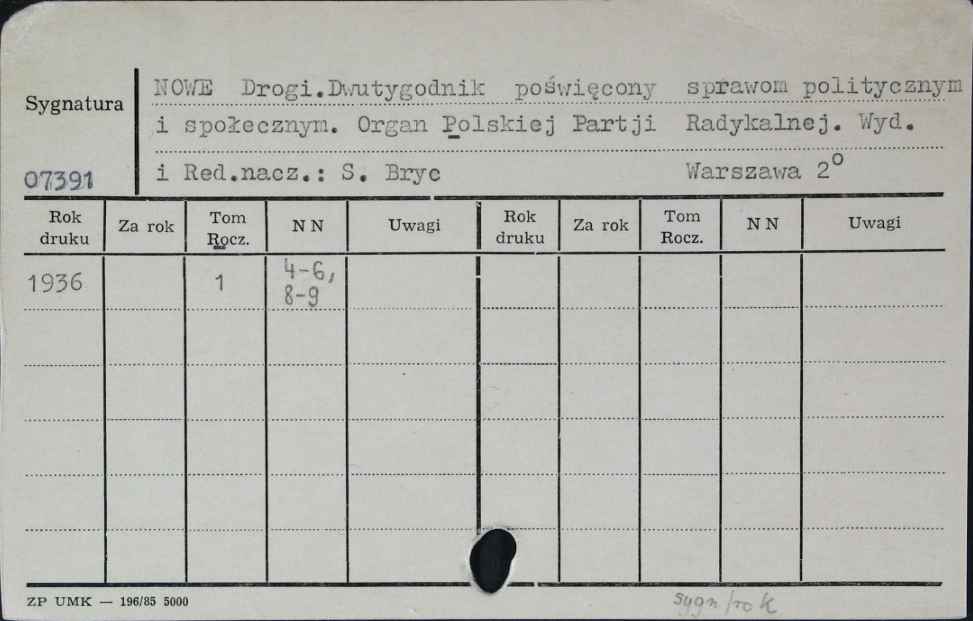 Sygnatura
NOWE Drogi. Dwutygodnik poświęcony sprawom politycznym
i społecznym. Organ Polskiej Partji Radykalnej. Wyd.
07391 i Red.nacz.: S. Bryc Warszawa 2°
Rok druku Za rok Tom Rocz. N N Uwagi Rok druku Za rok Tom Rocz. N N Uwagi
1936 1 4-6,
8-9
ZP UMK — 196/85 5000
sygn/rok